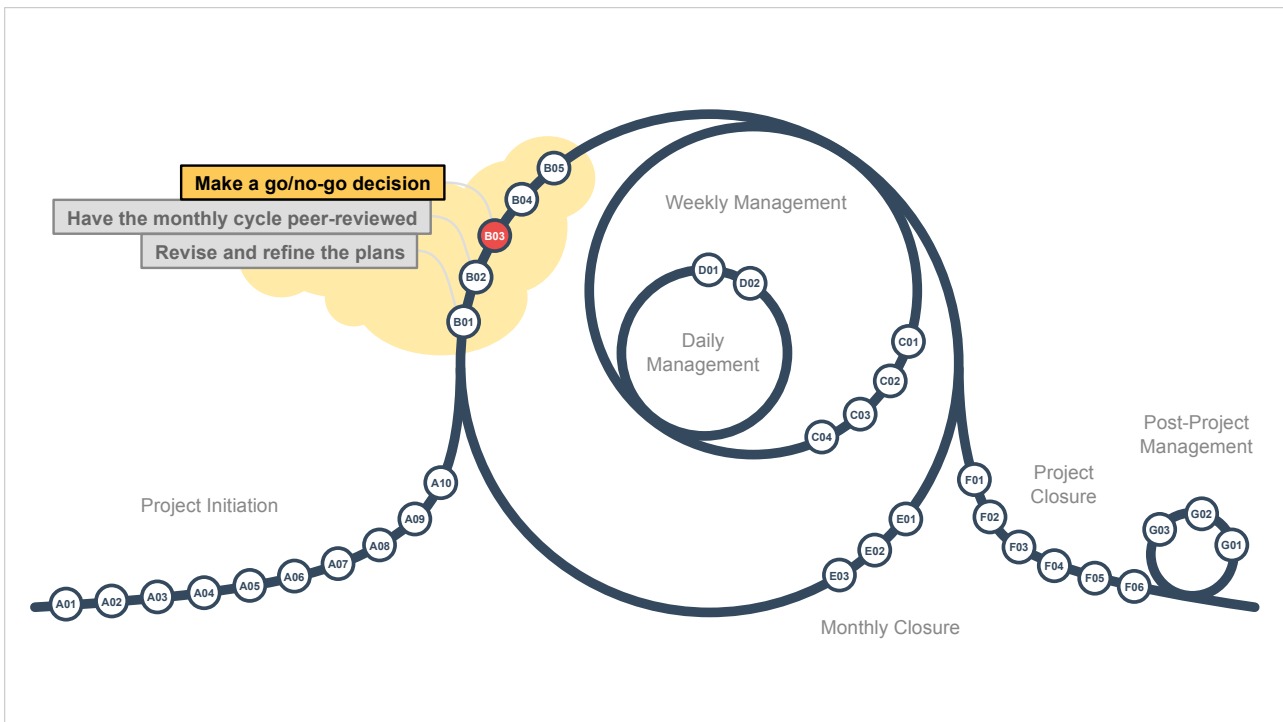 Make a go/no-go decision
Have the monthly cycle peer-reviewed
Revise and refine the plans
B05
B04
B03
B02
B01
Weekly Management
D01
D02
Daily
Management
C01
C02
C03
C04
Project Initiation
A10
A09
A08
A07
A06
A05
A04
A03
A02
A01
E01
E02
E03
Monthly Closure
Project
Closure
F01
F02
F03
F04
F05
F06
Post-Project
Management
G03
G02
G01